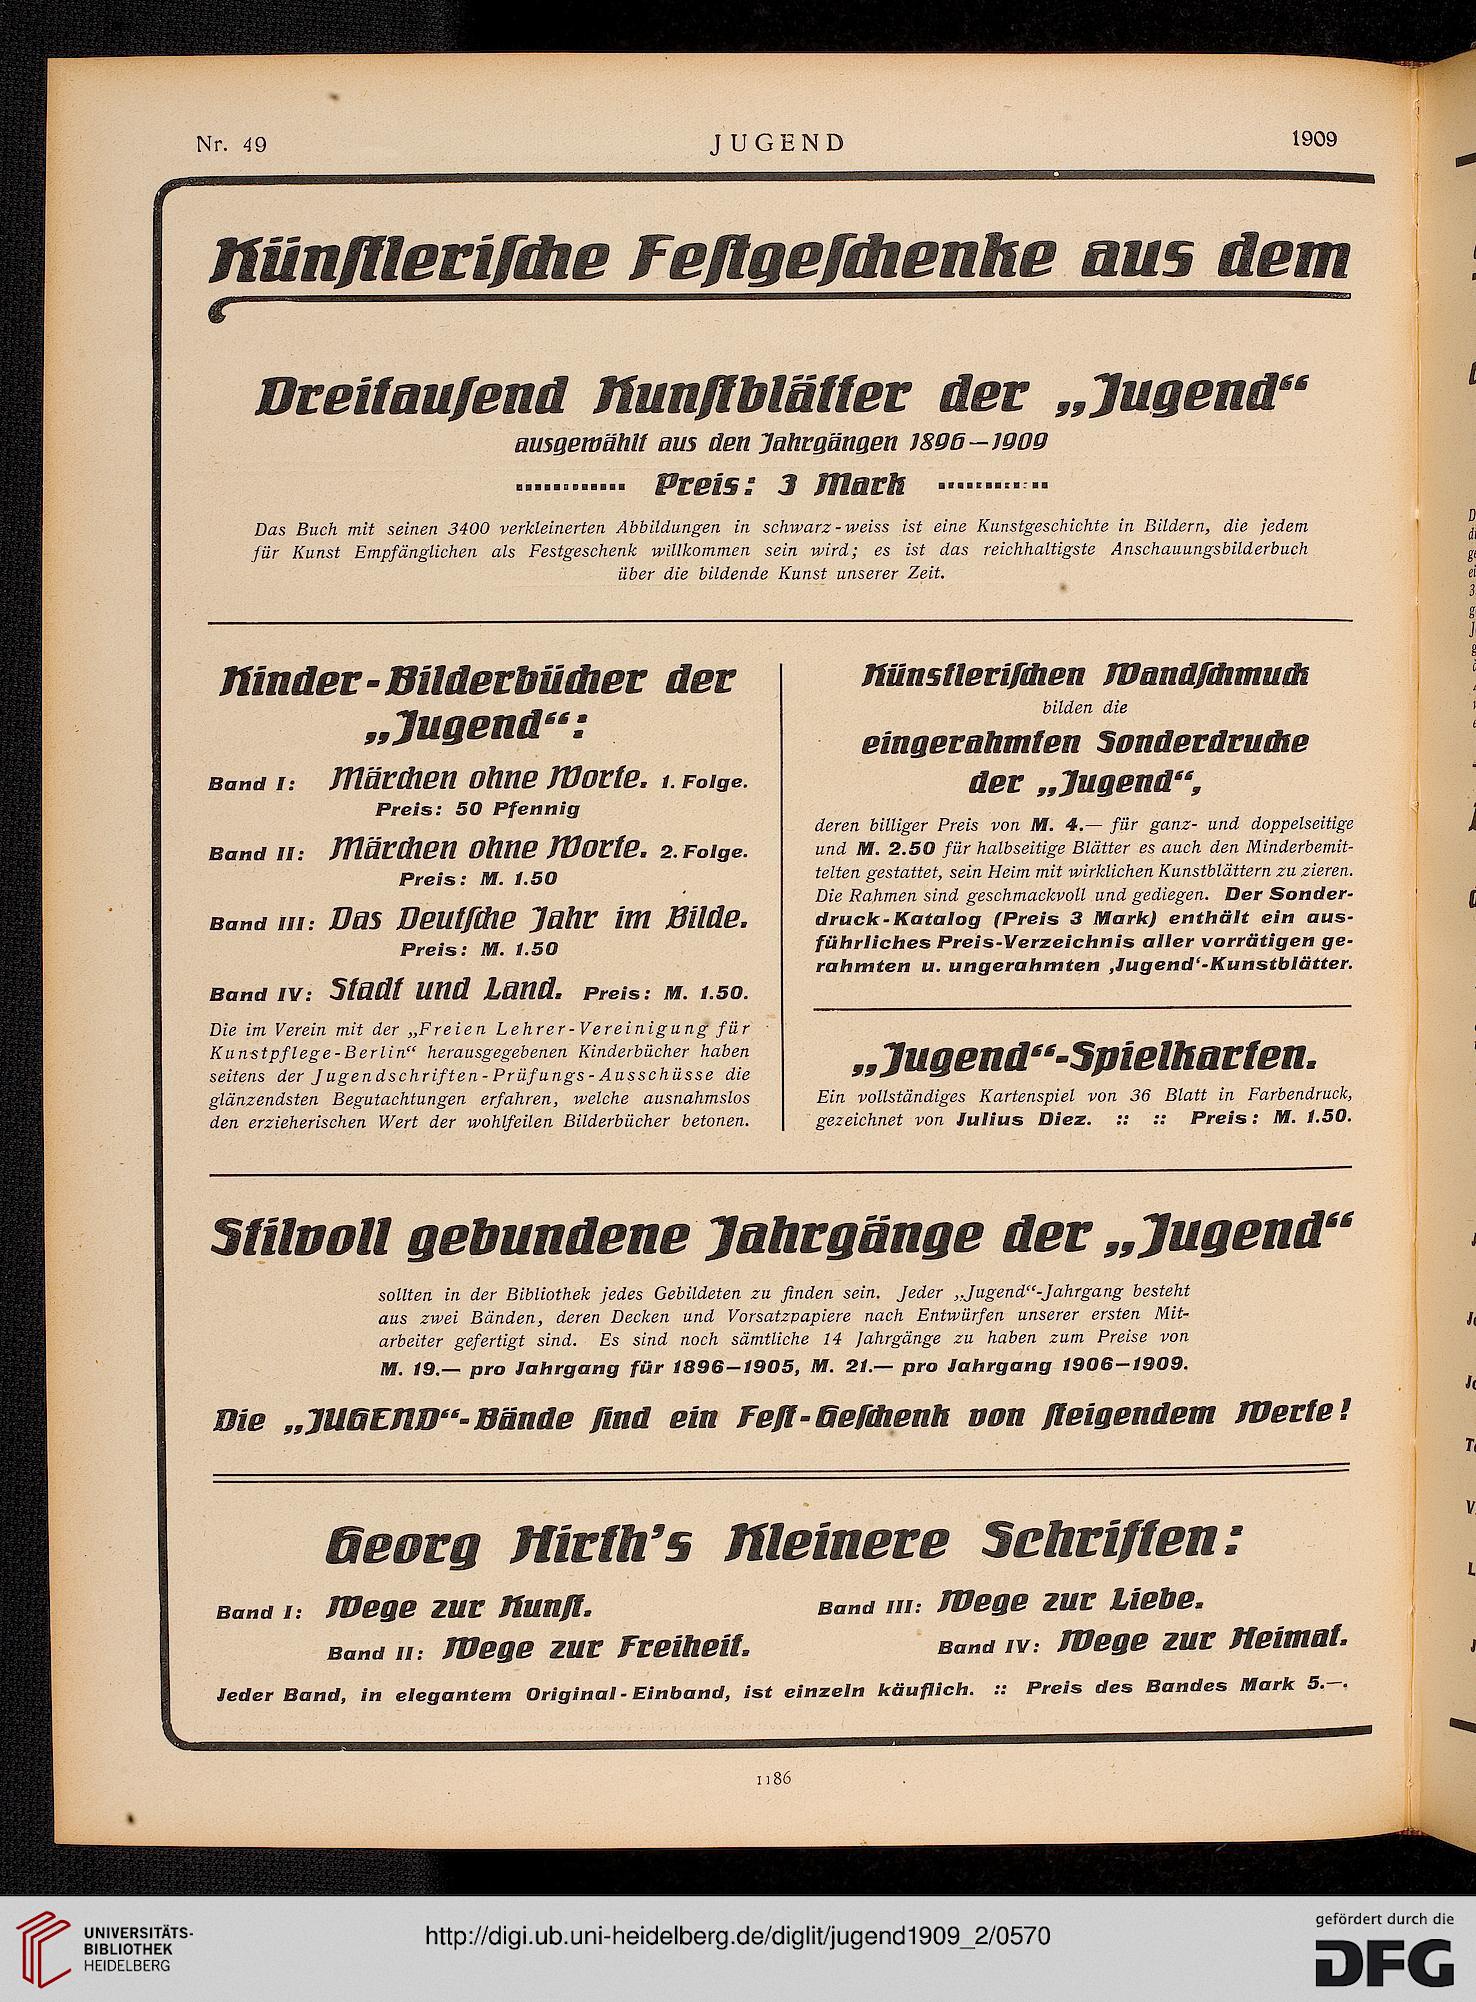 Nr. 49 JUGEND 1909
Künſtleriſche Feſtgeſchenke aus dem
Dreitauſend Kunſtblätter der „Jugend“
ausgewählt aus den Jahrgängen 1896—1909
Preis: 3 Mark
Das Buch mit seinen 3400 verkleinerten Abbildungen in schwarz-weiss ist eine Kunstgeschichte in Bildern, die jedem
für Kunst Empfänglichen als Festgeschenk willkommen sein wird; es ist das reichhaltigste Anschauungsbilderbuch
über die bildende Kunst unserer Zeit.
Kinder-Bilderbücher der
„Jugend“:
Band I: Märchen ohne Worte. 1. Folge.
Preis: 50 Pfennig
Band II: Märchen ohne Worte. 2. Folge.
Preis: M. 1.50
Band III: Das Deutſche Jahr im Bilde.
Preis: M. 1.50
Band IV: Stadt und Land. Preis: M. 1.50.
Die im Verein mit der „Freien Lehrer-Vereinigung für
Kunstpflege-Berlin“ herausgegebenen Kinderbücher haben
seitens der Jugendschriften-Prüfungs-Ausschüsse die
glänzendsten Begutachtungen erfahren, welche ausnahmslos
den erzieherischen Wert der wohlfeilen Bilderbücher betonen.
Künstleriſchen Wandſchmuck
bilden die
eingerahmten Sonderdrucke
der „Jugend“,
deren billiger Preis von M. 4.— für ganz- und doppelseitige
und M. 2.50 für halbseitige Blätter es auch den Minderbemit-
telten gestattet, sein Heim mit wirklichen Kunstblättern zu zieren.
Die Rahmen sind geschmackvoll und gediegen. Der Sonder-
druck-Katalog (Preis 3 Mark) enthält ein aus-
führliches Preis-Verzeichnis aller vorrätigen ge-
rahmten u. ungerahmten ‚Jugend‘-Kunstblätter.
„Jugend“-Spielkarten.
Ein vollständiges Kartenspiel von 36 Blatt in Farbendruck,
gezeichnet von Julius Diez. :: :: Preis: M. 1.50.
Stilvoll gebundene Jahrgänge der „Jugend“
sollten in der Bibliothek jedes Gebildeten zu finden sein. Jeder „Jugend“-Jahrgang besteht
aus zwei Bänden, deren Decken und Vorsatzpapiere nach Entwürfen unserer ersten Mit-
arbeiter gefertigt sind. Es sind noch sämtliche 14 Jahrgänge zu haben zum Preise von
M. 19.— pro Jahrgang für 1896—1905, M. 21.— pro Jahrgang 1906—1909.
Die „JUGEND“-Bände ſind ein Feſt-Geſchenk von ſteigendem Werte!
Georg Hirth's Kleinere Schriften:
Band I: Wege zur Kunſt.
Band III: Wege zur Liebe.
Band II: Wege zur Freiheit.
Band IV: Wege zur Heimat.
Jeder Band, in elegantem Original-Einband, ist einzeln käuflich. :: Preis des Bandes Mark 5.—.
1186
UNIVERSITÄTS-
BIBLIOTHEK
HEIDELBERG
http://digi.ub.uni-heidelberg.de/diglit/jugend1909_2/0570
gefördert durch die
DFG